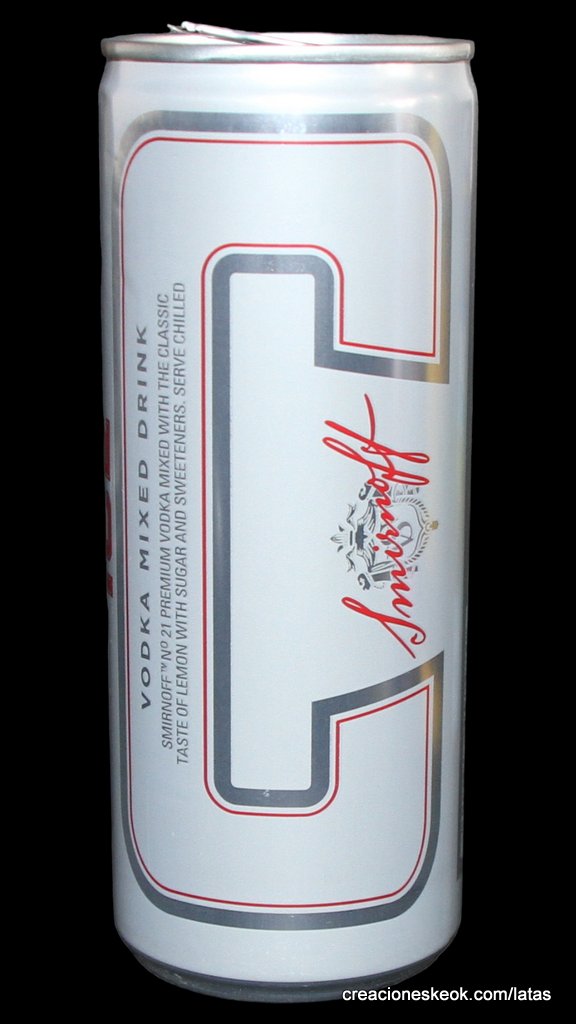 ICE
VODKA MIXED DRINK
SMIRNOFF™ Nº 21 PREMIUM VODKA MIXED WITH THE CLASSIC
TASTE OF LEMON WITH SUGAR AND SWEETENERS. SERVE CHILLED
Smirnoff
creacioneskeok.com/latas